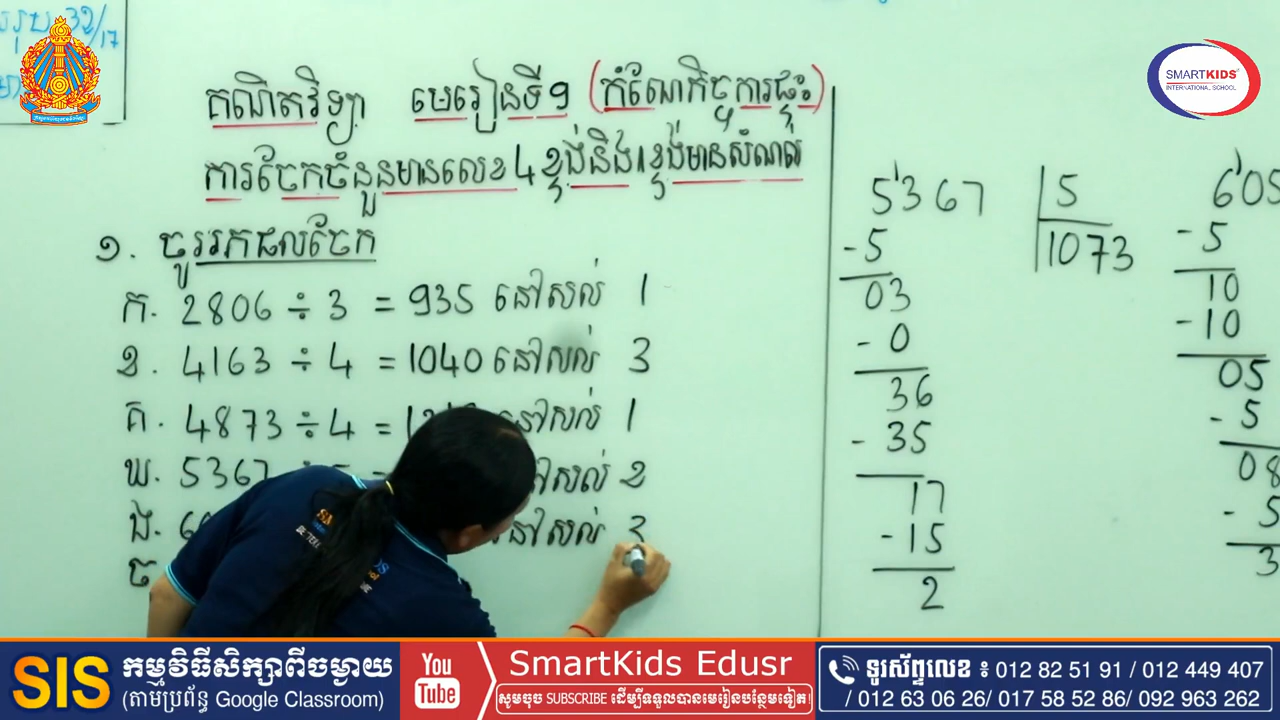 32/17
SMARTKIDS
INTERNATIONAL SCHOOL
គណិតវិទ្យា មេរៀនទី9 (កំណែកិច្ចការផ្ទះ)
ការចែកចំនួនមានលេខ 4 ខ្ទង់និង 1 ខ្ទង់មានសំណល់
១. ចូររកផលចែក
ក. 2806 ÷ 3 = 935 នៅសល់ 1
ខ. 4163 ÷ 4 = 1040 នៅសល់ 3
គ. 4873 ÷ 4 = នៅសល់ 1
ឃ. 5367 នៅសល់ 2
ង. នៅសល់ 3
ច
5367 5
-5 1073
03
- 0
36
- 35
17
-15
2
605
- 5
10
-10
05
- 5
08
- 5
3
SIS កម្មវិធីសិក្សាពីចម្ងាយ
(តាមប្រព័ន្ធ Google Classroom)
You Tube
SmartKids Edusr
សូមចុច SUBSCRIBE ដើម្បីទទួលបានមេរៀនបន្ថែមទៀត!
ទូរស័ព្ទលេខ ៖ 012 82 51 91 / 012 449 407
/ 012 63 06 26/ 017 58 52 86/ 092 963 262